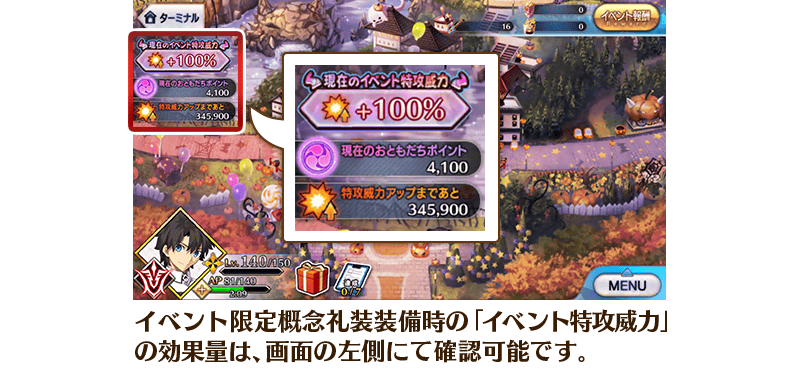 ターミナル
16
0
0
イベント報酬
現在のイベント特攻威力
+100%
現在のおともだちポイント
4,100
特攻威力アップまであと
345,900
現在のイベント特攻威力
+100%
現在のおともだちポイント
4,100
特攻威力アップまであと
345,900
Lv.140/150
AP 81/140
2:09
0/7
MENU
イベント限定概念礼装装備時の「イベント特攻威力」
の効果量は、画面の左側にて確認可能です。